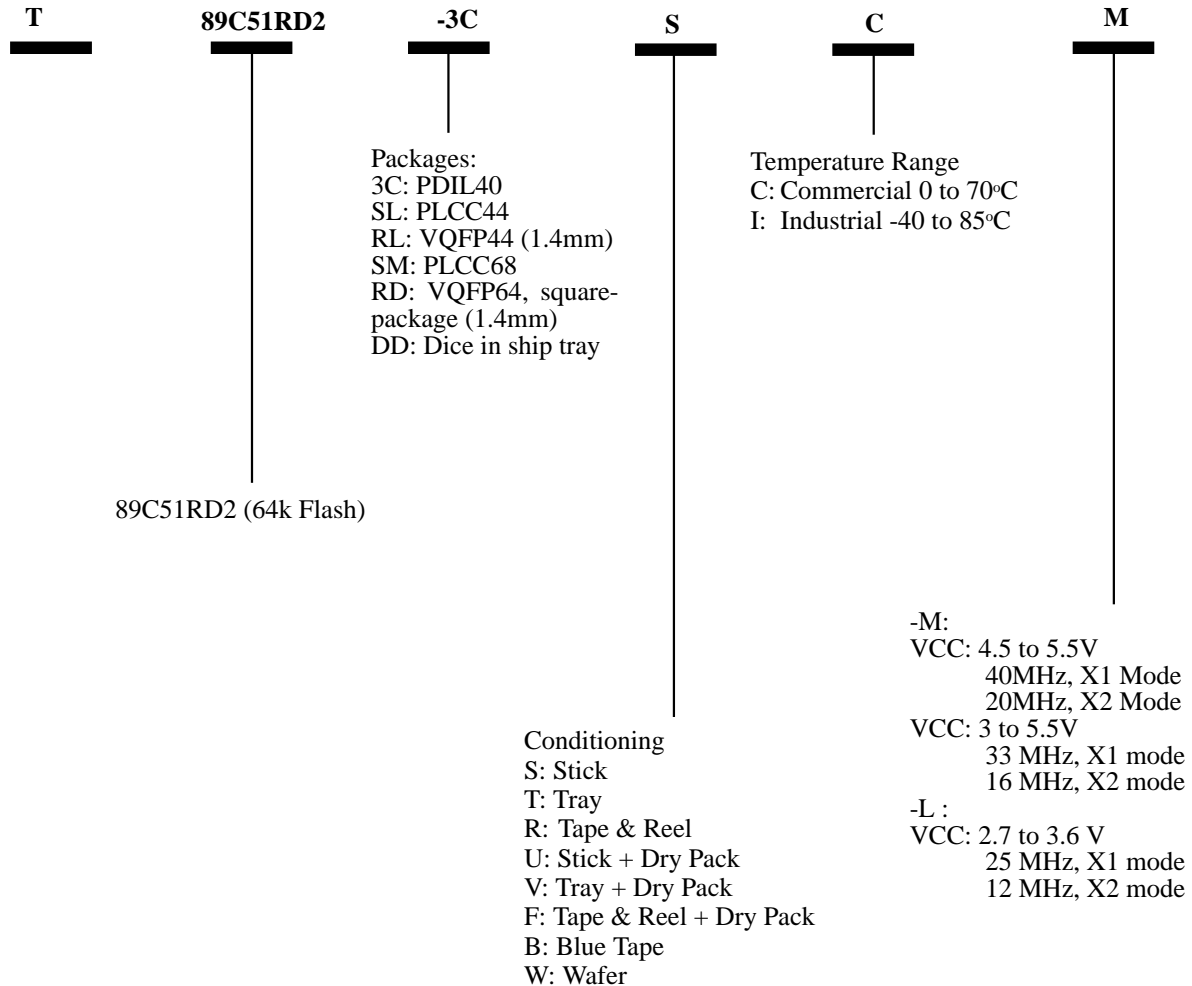 T 89C51RD2 -3C S C M
Packages:
3C: PDIL40
SL: PLCC44
RL: VQFP44 (1.4mm)
SM: PLCC68
RD: VQFP64, square-
package (1.4mm)
DD: Dice in ship tray
Temperature Range
C: Commercial 0 to 70°C
I: Industrial -40 to 85°C
89C51RD2 (64k Flash)
-M:
VCC: 4.5 to 5.5V
40MHz, X1 Mode
20MHz, X2 Mode
VCC: 3 to 5.5V
33 MHz, X1 mode
16 MHz, X2 mode
-L :
VCC: 2.7 to 3.6 V
25 MHz, X1 mode
12 MHz, X2 mode
Conditioning
S: Stick
T: Tray
R: Tape & Reel
U: Stick + Dry Pack
V: Tray + Dry Pack
F: Tape & Reel + Dry Pack
B: Blue Tape
W: Wafer